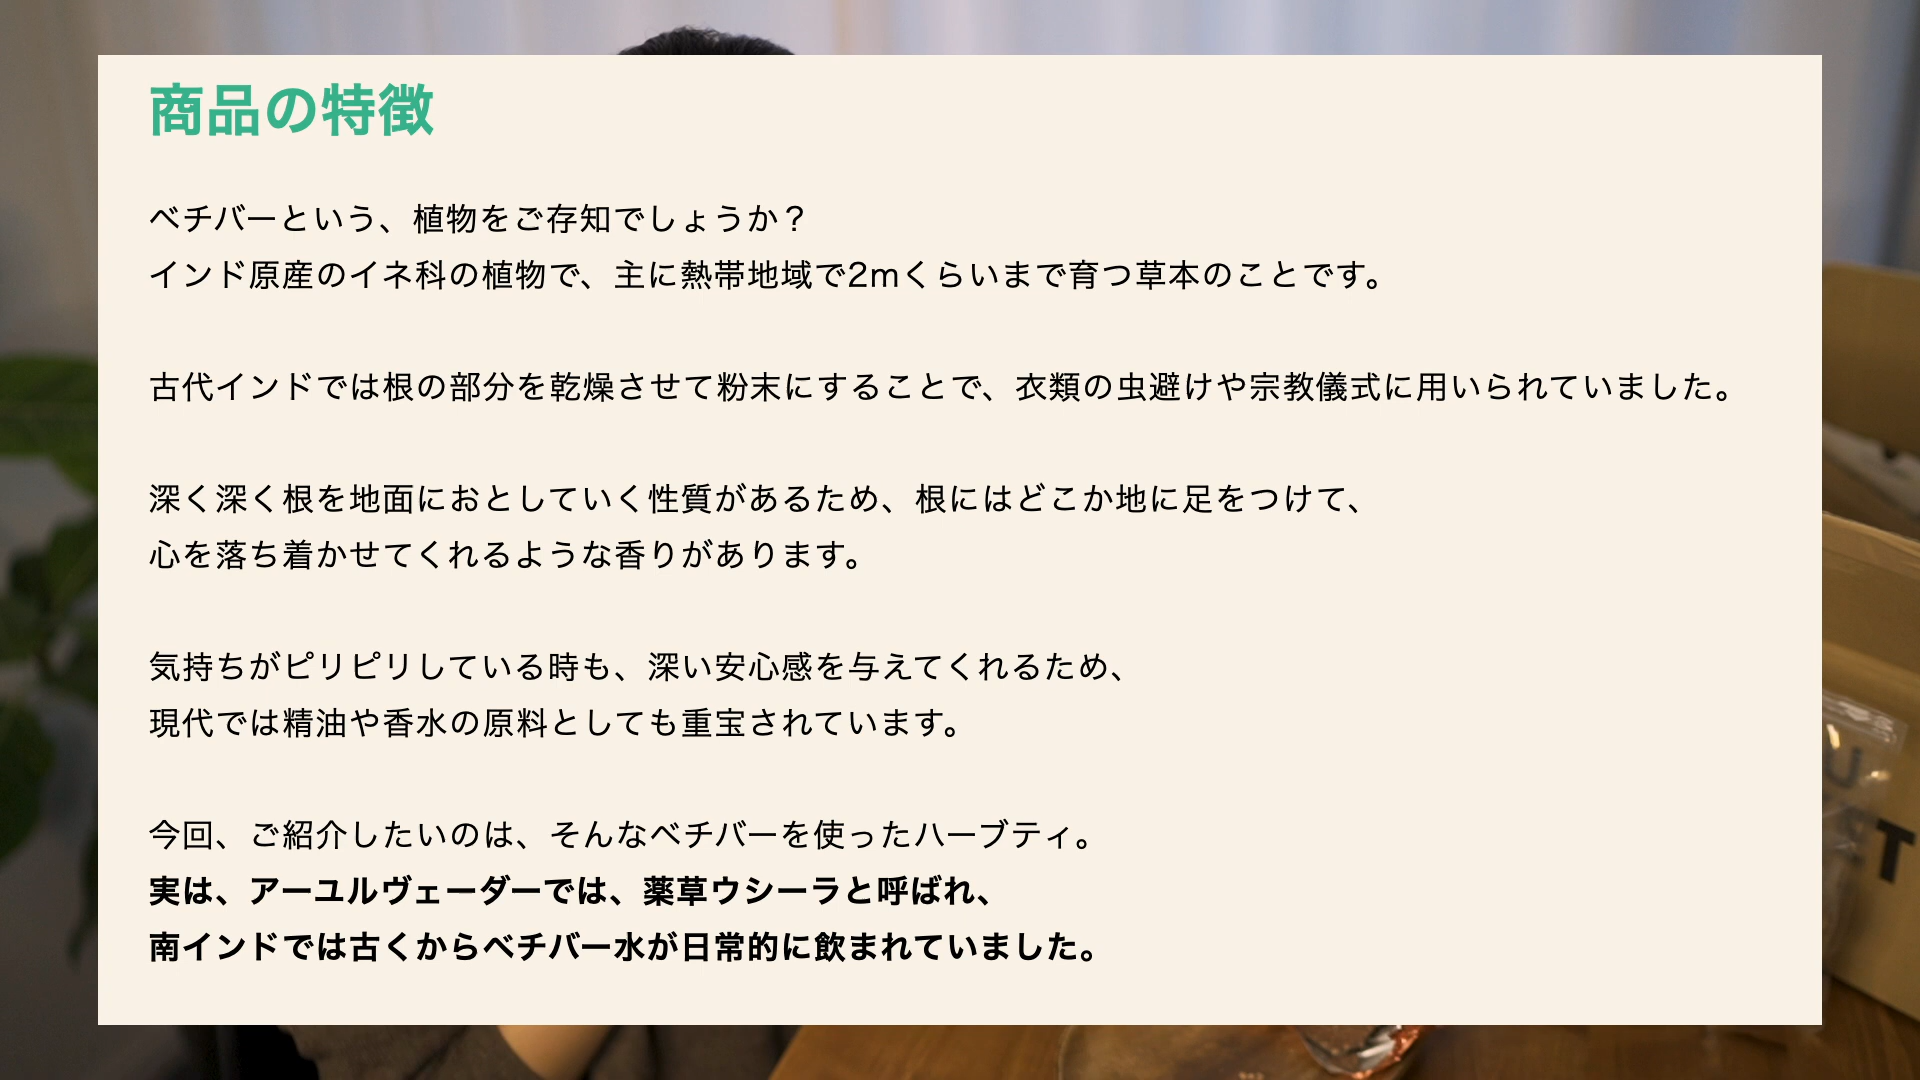 商品の特徴
ベチバーという、植物をご存知でしょうか？
インド原産のイネ科の植物で、主に熱帯地域で2mくらいまで育つ草本のことです。
古代インドでは根の部分を乾燥させて粉末にすることで、衣類の虫避けや宗教儀式に用いられていました。
深く深く根を地面におとしていく性質があるため、根にはどこか地に足をつけて、
心を落ち着かせてくれるような香りがあります。
気持ちがピリピリしている時も、深い安心感を与えてくれるため、
現代では精油や香水の原料としても重宝されています。
今回、ご紹介したいのは、そんなベチバーを使ったハーブティ。
実は、アーユルヴェーダーでは、薬草ウシーラと呼ばれ、
南インドでは古くからベチバー水が日常的に飲まれていました。